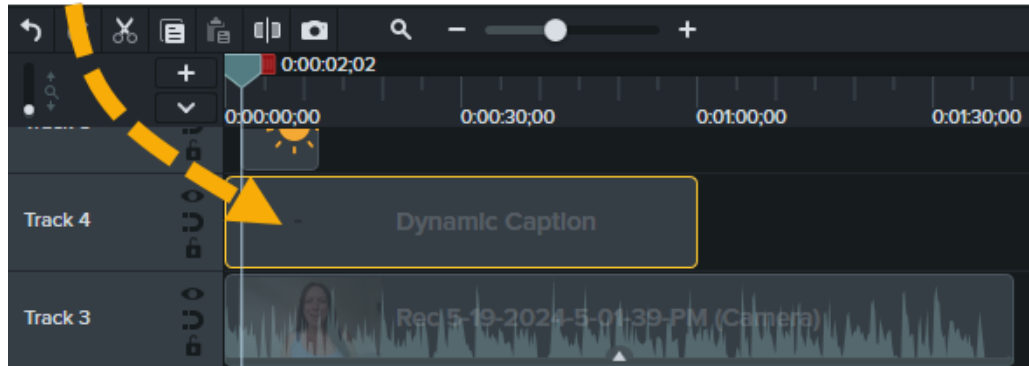 0:00:02;02
0:00:00;00 0:00:30;00 0:01:00;00 0:01:30;00
Track 4
Dynamic Caption
Track 3
Rec 5-19-2024-5-01-39-PM (Camera)